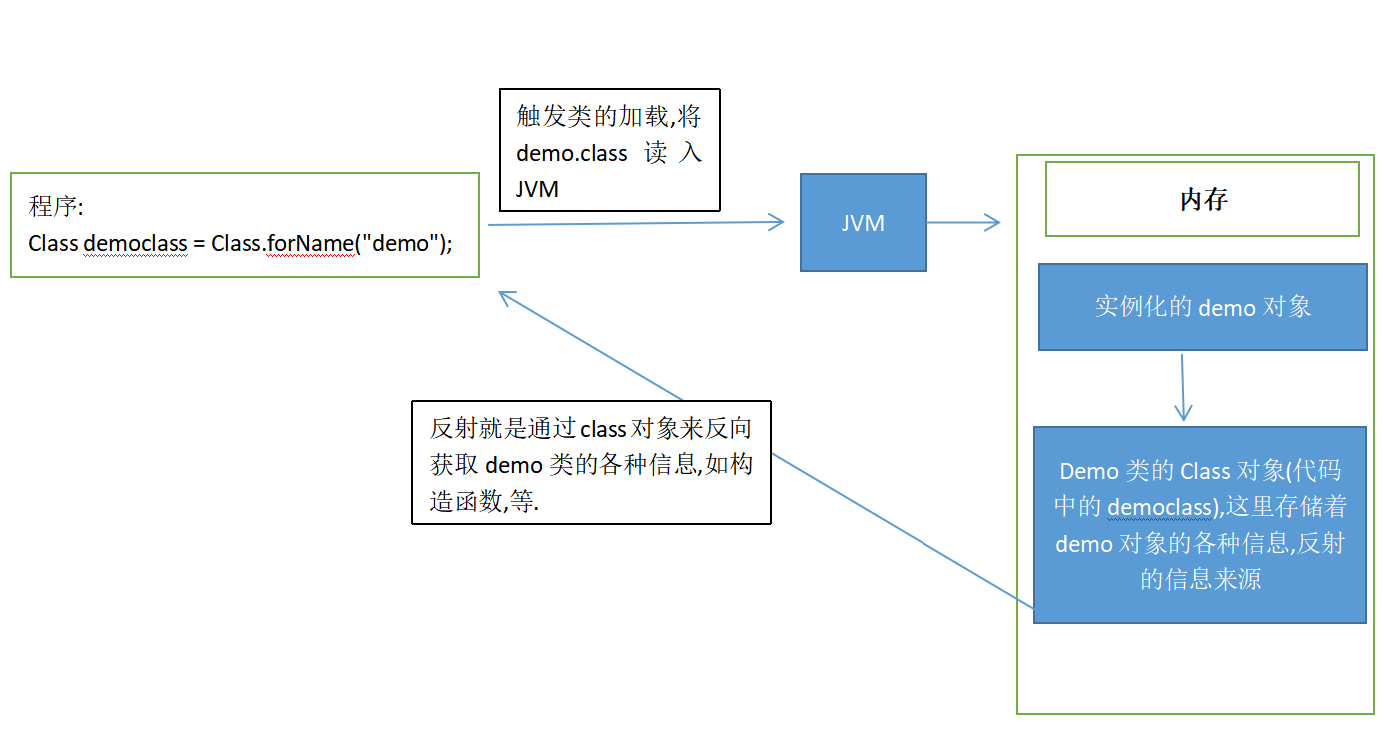 触发类的加载,将
demo.class 读入
JVM
程序:
Class democlass = Class.forName("demo");
JVM
内存
实例化的 demo 对象
反射就是通过 class 对象来反向
获取 demo 类的各种信息,如构
造函数,等.
Demo 类的 Class 对象(代码
中的 democlass),这里存储着
demo 对象的各种信息,反射
的信息来源